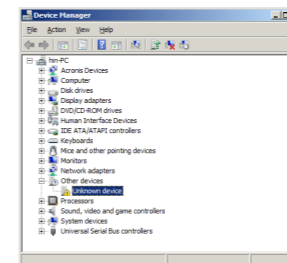 Device Manager
File Action View Help
hin-PC
Acronis Devices
Computer
Disk drives
Display adapters
DVD/CD-ROM drives
Human Interface Devices
IDE ATA/ATAPI controllers
Keyboards
Mice and other pointing devices
Monitors
Network adapters
Other devices
Unknown device
Processors
Sound, video and game controllers
System devices
Universal Serial Bus controllers